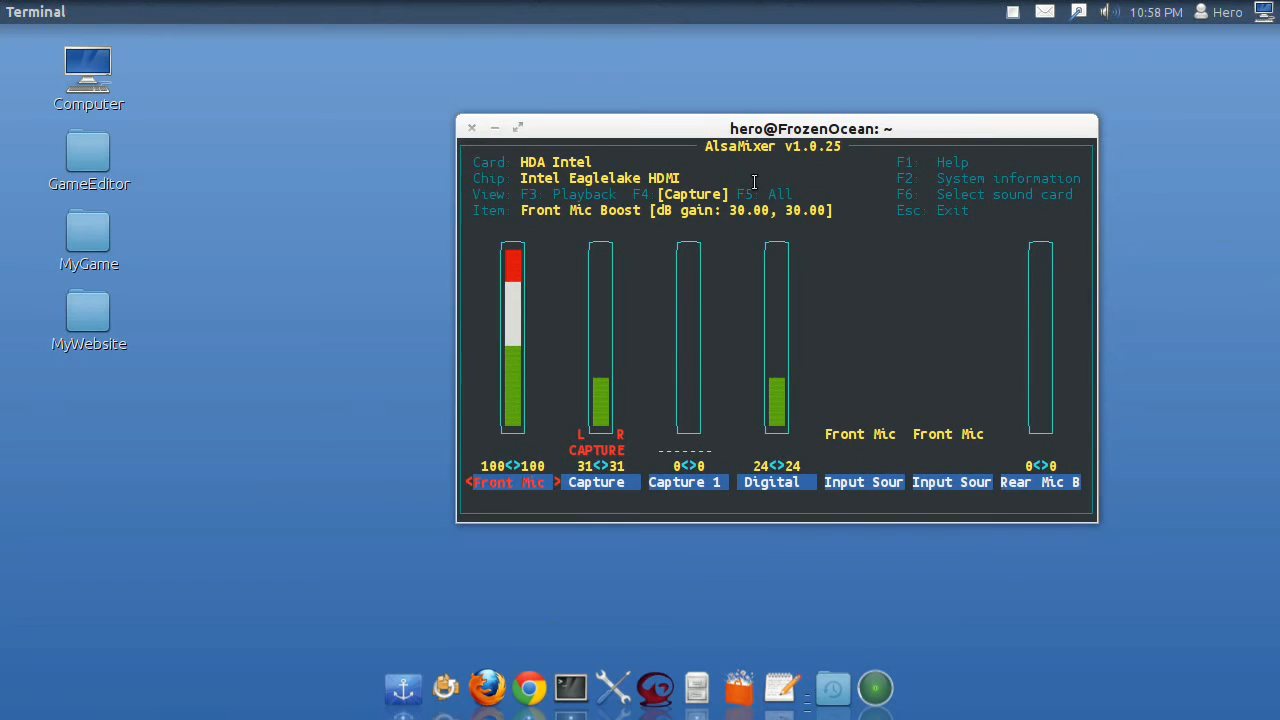 Terminal
10:58 PM Hero
Computer
GameEditor
MyGame
MyWebsite
hero@FrozenOcean: ~
AlsaMixer v1.0.25
Card: HDA Intel F1: Help
Chip: Intel Eaglelake HDMI F2: System information
View: F3: Playback F4:[Capture] F5: All F6: Select sound card
Item: Front Mic Boost [dB gain: 30.00, 30.00] Esc: Exit
L R Front Mic Front Mic
CAPTURE -------
100<>100 31<>31 0<>0 24<>24 0<>0
<Front Mic > Capture Capture 1 Digital Input Sour Input Sour Rear Mic B